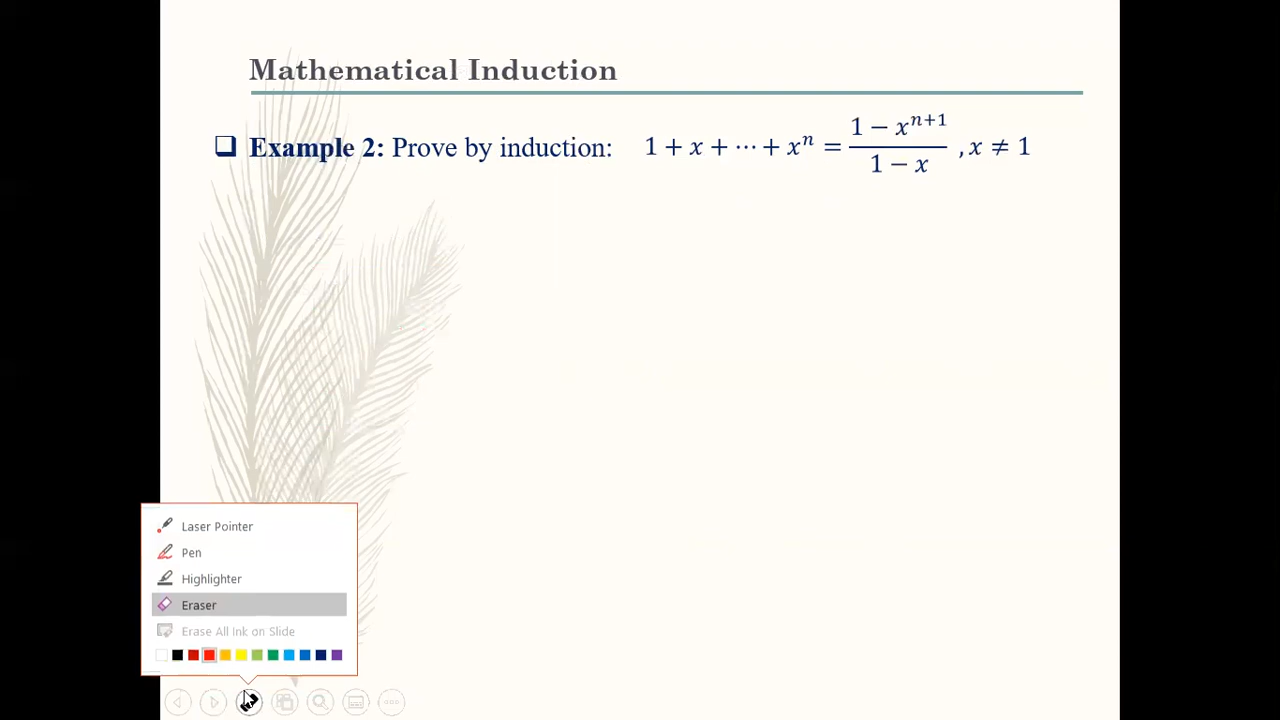 Mathematical Induction
❑ Example 2: Prove by induction: 1 + x + ⋯ + xⁿ = (1 − xⁿ⁺¹)/(1 − x) , x ≠ 1
Laser Pointer
Pen
Highlighter
Eraser
Erase All Ink on Slide